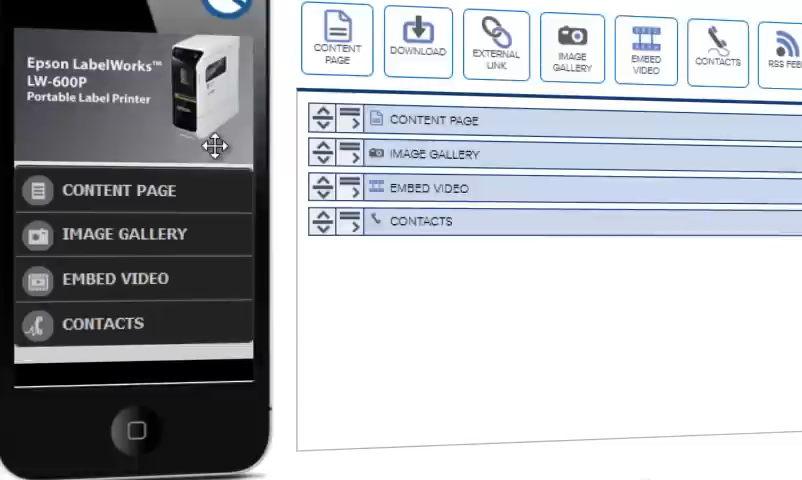 Epson LabelWorks™
LW-600P
Portable Label Printer
CONTENT PAGE
IMAGE GALLERY
EMBED VIDEO
CONTACTS
CONTENT
PAGE
DOWNLOAD
EXTERNAL
LINK
IMAGE
GALLERY
EMBED
VIDEO
CONTACTS
RSS FEE
CONTENT PAGE
IMAGE GALLERY
EMBED VIDEO
CONTACTS